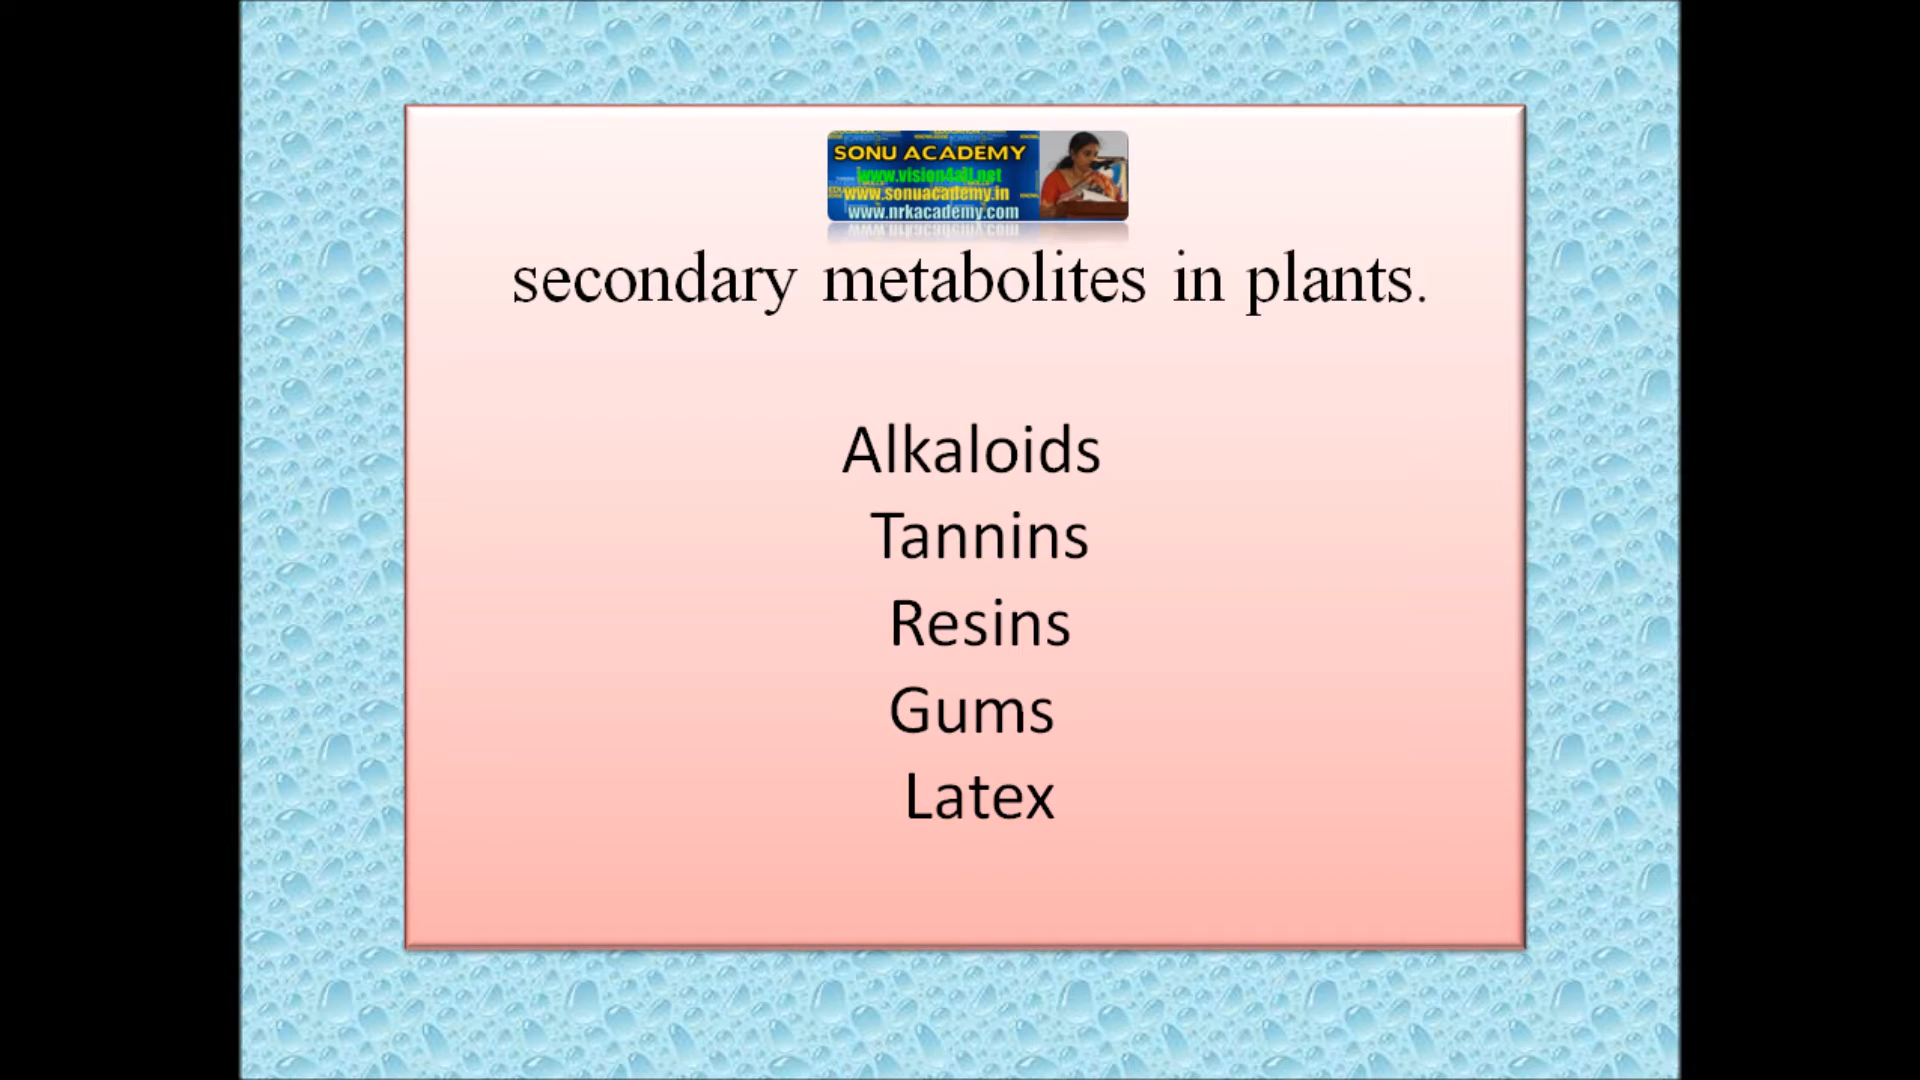 SONU ACADEMY
www.vision4all.net
www.sonuacademy.in
www.nrkacademy.com
secondary metabolites in plants.
Alkaloids
Tannins
Resins
Gums
Latex